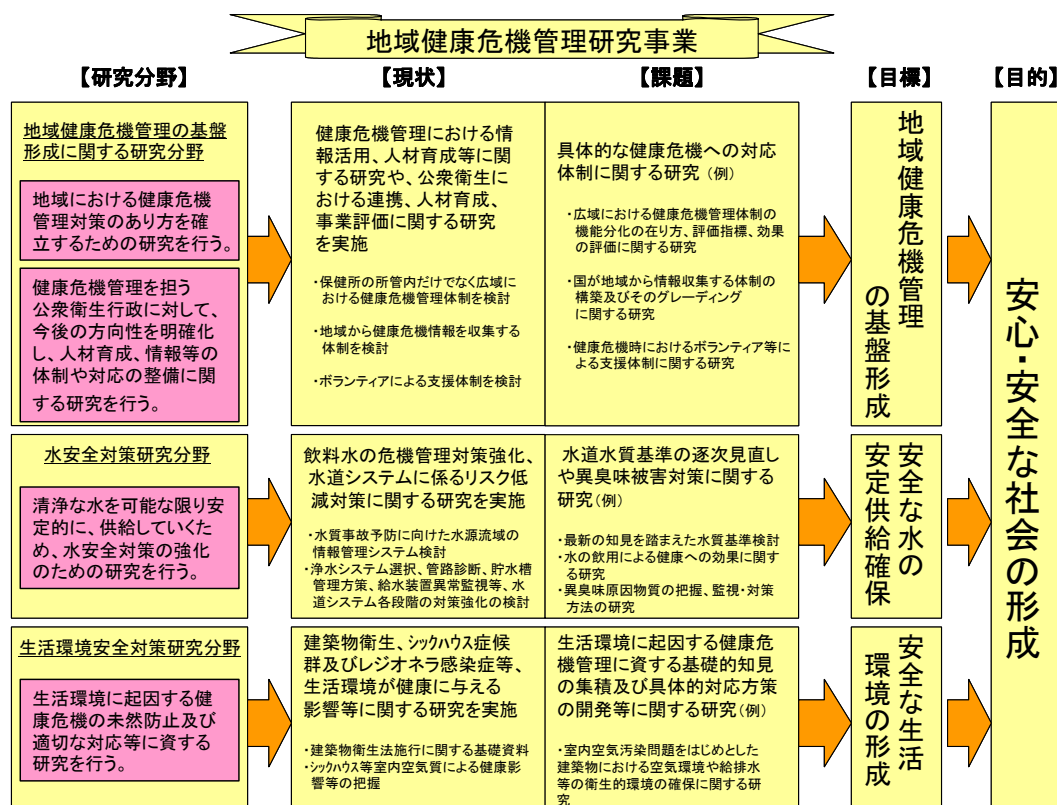 地域健康危機管理研究事業
【研究分野】
【現状】
【課題】
【目標】
【目的】
地域健康危機管理の基盤
形成に関する研究分野
地域における健康危機
管理対策のあり方を確
立するための研究を行う。
健康危機管理を担う
公衆衛生行政に対して、
今後の方向性を明確化
し、人材育成、情報等の
体制や対応の整備に関
する研究を行う。
健康危機管理における情
報活用、人材育成等に関
する研究や、公衆衛生に
おける連携、人材育成、
事業評価に関する研究
を実施
・保健所の所管内だけでなく広域に
おける健康危機管理体制を検討
・地域から健康危機情報を収集する
体制を検討
・ボランティアによる支援体制を検討
具体的な健康危機への対応
体制に関する研究（例）
・広域における健康危機管理体制の
機能分化の在り方、評価指標、効果
の評価に関する研究
・国が地域から情報収集する体制の
構築及びそのグレーディング
に関する研究
・健康危機時におけるボランティア等に
よる支援体制に関する研究
地域健康危機管理
の基盤形成
水安全対策研究分野
清浄な水を可能な限り安
定的に、供給していくた
め、水安全対策の強化
のための研究を行う。
飲料水の危機管理対策強化、
水道システムに係るリスク低
減対策に関する研究を実施
・水質事故予防に向けた水源流域の
情報管理システム検討
・浄水システム選択、管路診断、貯水槽
管理方策、給水装置異常監視等、水
道システム各段階の対策強化の検討
水道水質基準の逐次見直し
や異臭味被害対策に関する
研究（例）
・最新の知見を踏まえた水質基準検討
・水の飲用による健康への効果に関す
る研究
・異臭味原因物質の把握、監視・対策
方法の研究
安全な水の
安定供給確保
生活環境安全対策研究分野
生活環境に起因する健
康危機の未然防止及び
適切な対応等に資する
研究を行う。
建築物衛生、ｼｯｸﾊｳｽ症候
群及びレジオネラ感染症等、
生活環境が健康に与える
影響等に関する研究を実施
・建築物衛生法施行に関する基礎資料
・ｼｯｸﾊｳｽ等室内空気質による健康影
響等の把握
生活環境に起因する健康危
機管理に資する基礎的知見
の集積及び具体的対応方策
の開発等に関する研究（例）
・室内空気汚染問題をはじめとした
建築物における空気環境や給排水
等の衛生的環境の確保に関する研
究
安全な生活
環境の形成
安心・安全な社会の形成